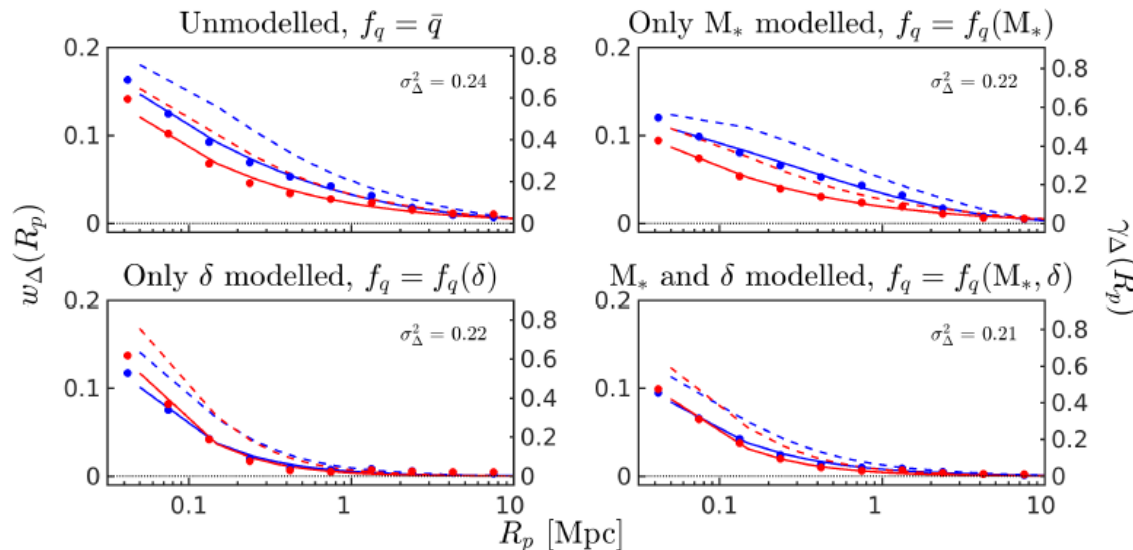 Unmodelled, f_q = q̄
Only M_* modelled, f_q = f_q(M_*)
σ²_Δ = 0.24
σ²_Δ = 0.22
0.2
0.1
0
0.8
0.6
0.4
0.2
0
0.2
0.1
0
0.8
0.6
0.4
0.2
0
w_Δ(R_p)
γ_Δ(R_p)
Only δ modelled, f_q = f_q(δ)
M_* and δ modelled, f_q = f_q(M_*, δ)
σ²_Δ = 0.22
σ²_Δ = 0.21
0.2
0.1
0
0.8
0.6
0.4
0.2
0
0.2
0.1
0
0.8
0.6
0.4
0.2
0
0.1 1 10
0.1 1 10
R_p [Mpc]